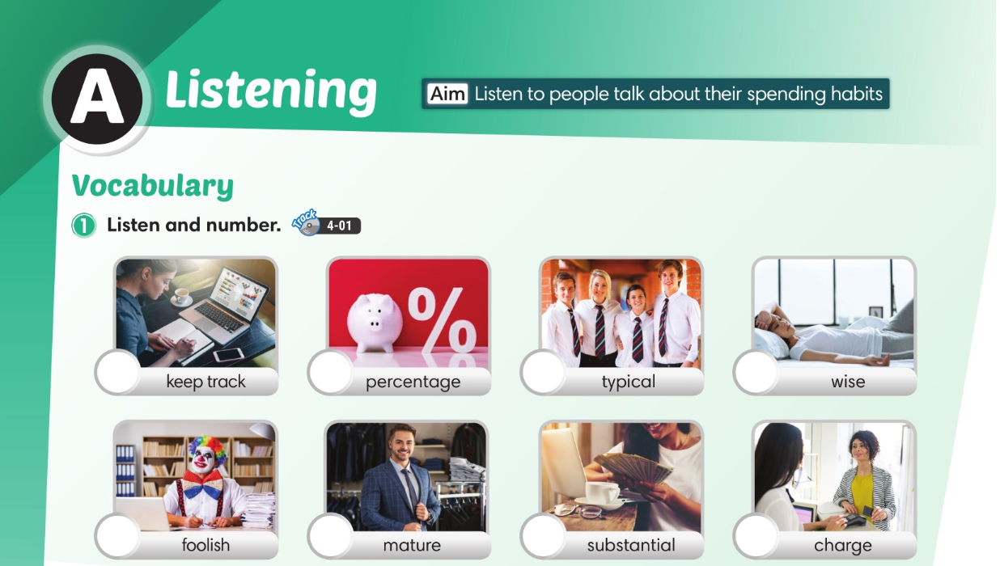 A Listening
Aim Listen to people talk about their spending habits
Vocabulary
1 Listen and number. Track 4-01
%
keep track percentage typical wise
foolish mature substantial charge